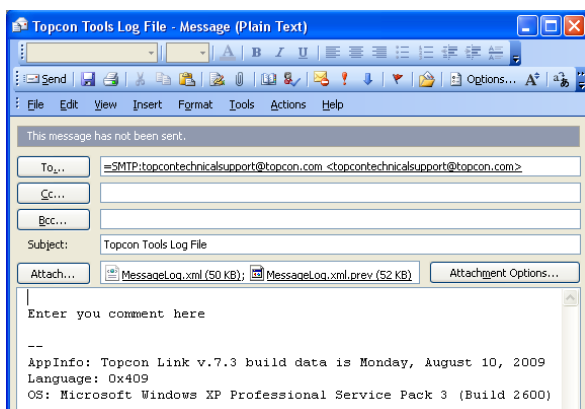 Topcon Tools Log File - Message (Plain Text)
A B I U
Send Options...
File Edit View Insert Format Tools Actions Help
This message has not been sent.
To... =SMTP:topcontechnicalsupport@topcon.com <topcontechnicalsupport@topcon.com>
Cc...
Bcc...
Subject: Topcon Tools Log File
Attach... MessageLog.xml (50 KB); MessageLog.xml.prev (52 KB) Attachment Options...
Enter you comment here
--
AppInfo: Topcon Link v.7.3 build data is Monday, August 10, 2009
Language: 0x409
OS: Microsoft Windows XP Professional Service Pack 3 (Build 2600)